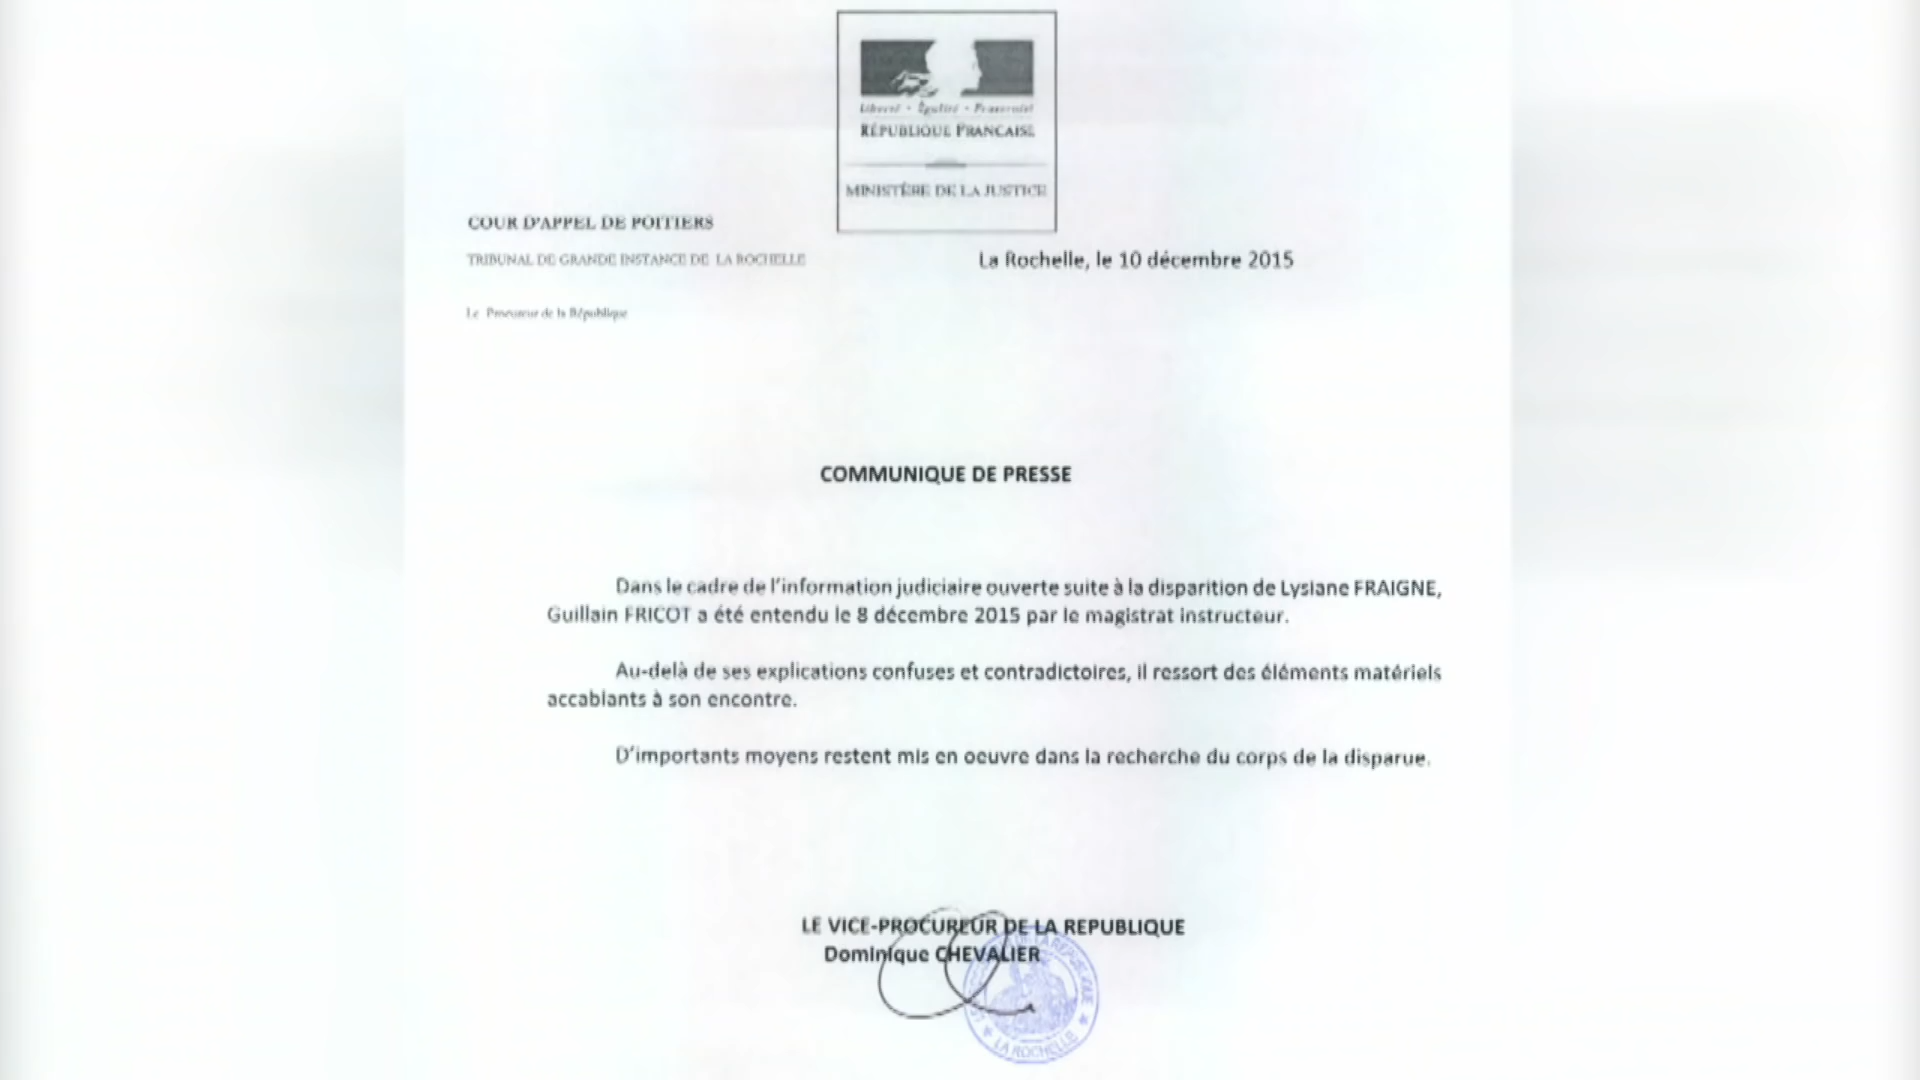 Liberté • Égalité • Fraternité
RÉPUBLIQUE FRANÇAISE
MINISTÈRE DE LA JUSTICE
COUR D'APPEL DE POITIERS
TRIBUNAL DE GRANDE INSTANCE DE LA ROCHELLE
La Rochelle, le 10 décembre 2015
Le Procureur de la République
COMMUNIQUE DE PRESSE
Dans le cadre de l'information judiciaire ouverte suite à la disparition de Lysiane FRAIGNE,
Guillain FRICOT a été entendu le 8 décembre 2015 par le magistrat instructeur.
Au-delà de ses explications confuses et contradictoires, il ressort des éléments matériels
accablants à son encontre.
D'importants moyens restent mis en oeuvre dans la recherche du corps de la disparue.
LE VICE-PROCUREUR DE LA REPUBLIQUE
Dominique CHEVALIER
DE LA REPUBLIQUE
LA ROCHELLE